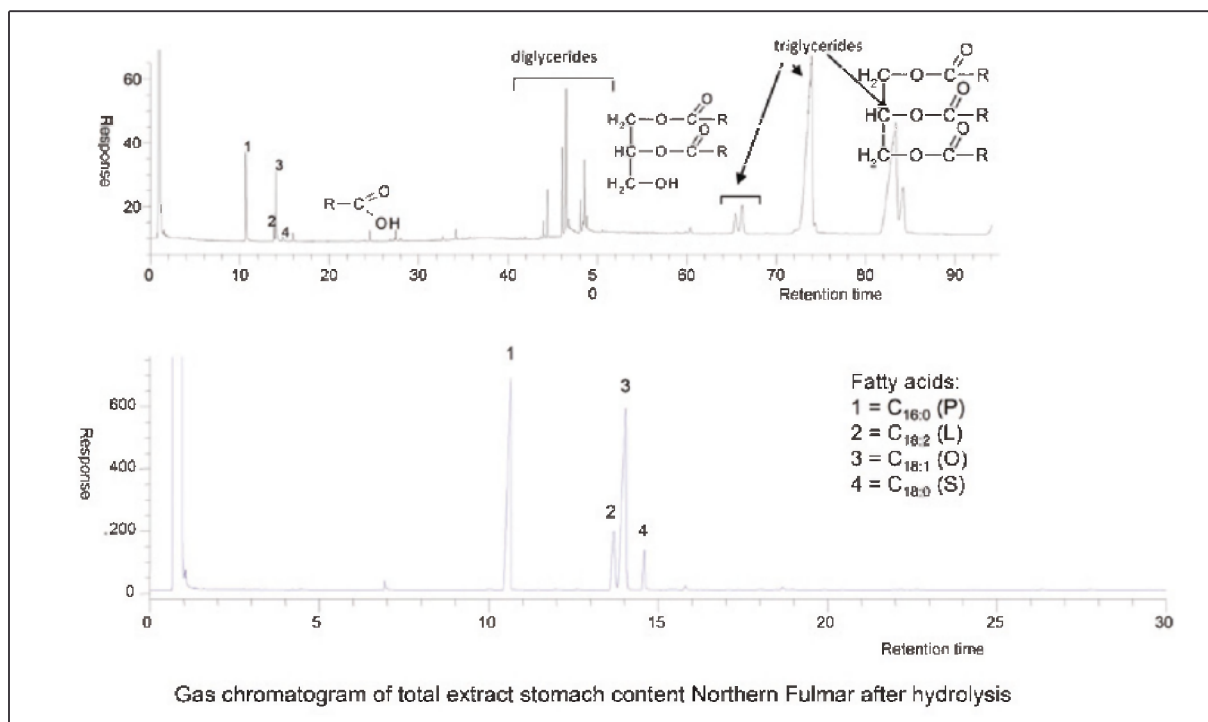 diglycerides
triglycerides
H2C—O—C—R
O
HC—O—C—R
O
H2C—O—C—R
O
H2C—O—C—R
O
HC—O—C—R
O
H2C—OH
R—C
O
OH
Response
60
40
20
1
3
2
4
0
10
20
30
40
5
0
60
70
80
90
Retention time
Response
600
400
.200
0
1
2
3
4
Fatty acids:
1 = C16:0 (P)
2 = C18:2 (L)
3 = C18:1 (O)
4 = C18:0 (S)
0
5
10
15
20
25
30
Retention time
Gas chromatogram of total extract stomach content Northern Fulmar after hydrolysis